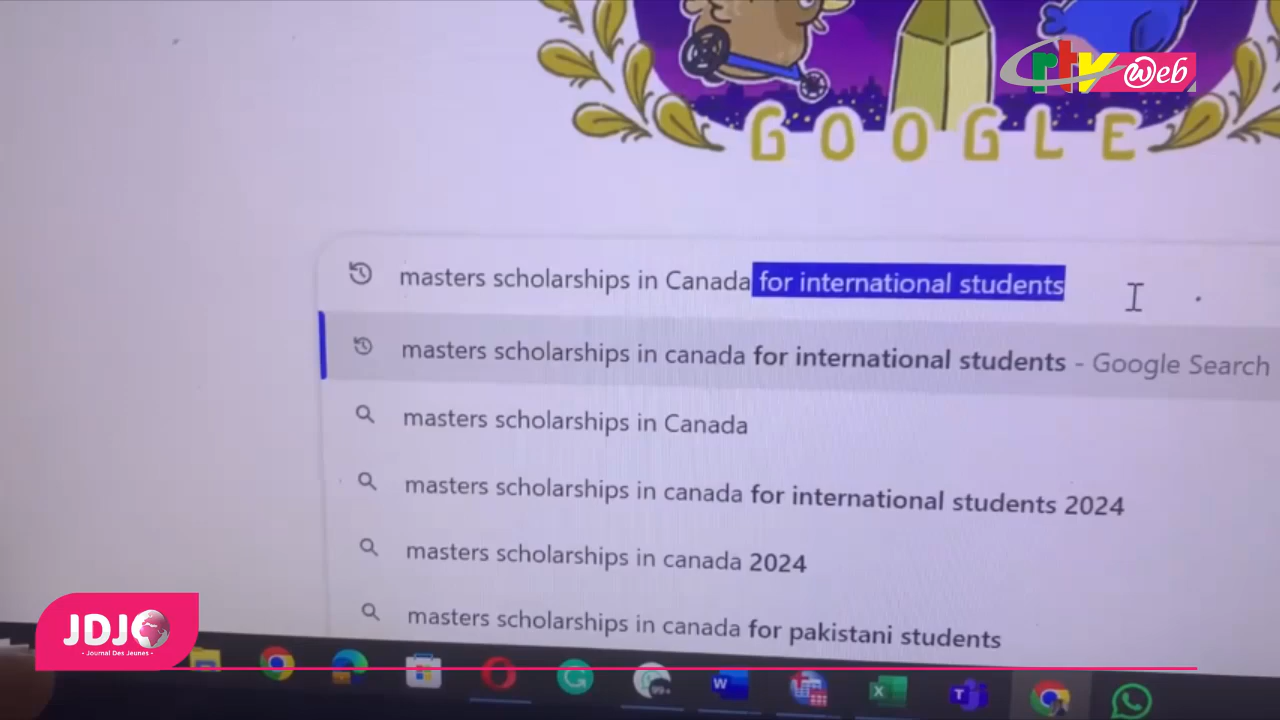 rtv web
GOOGLE
masters scholarships in Canada for international students
masters scholarships in canada for international students - Google Search
masters scholarships in Canada
masters scholarships in canada for international students 2024
masters scholarships in canada 2024
masters scholarships in canada for pakistani students
JDJ
- Journal Des Jeunes -
99+
W
X
T